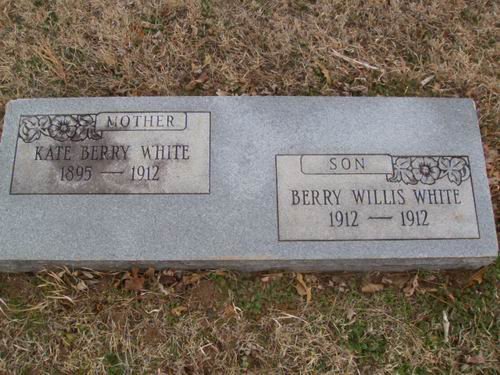 MOTHER
KATE BERRY WHITE
1895 — 1912
SON
BERRY WILLIS WHITE
1912 — 1912